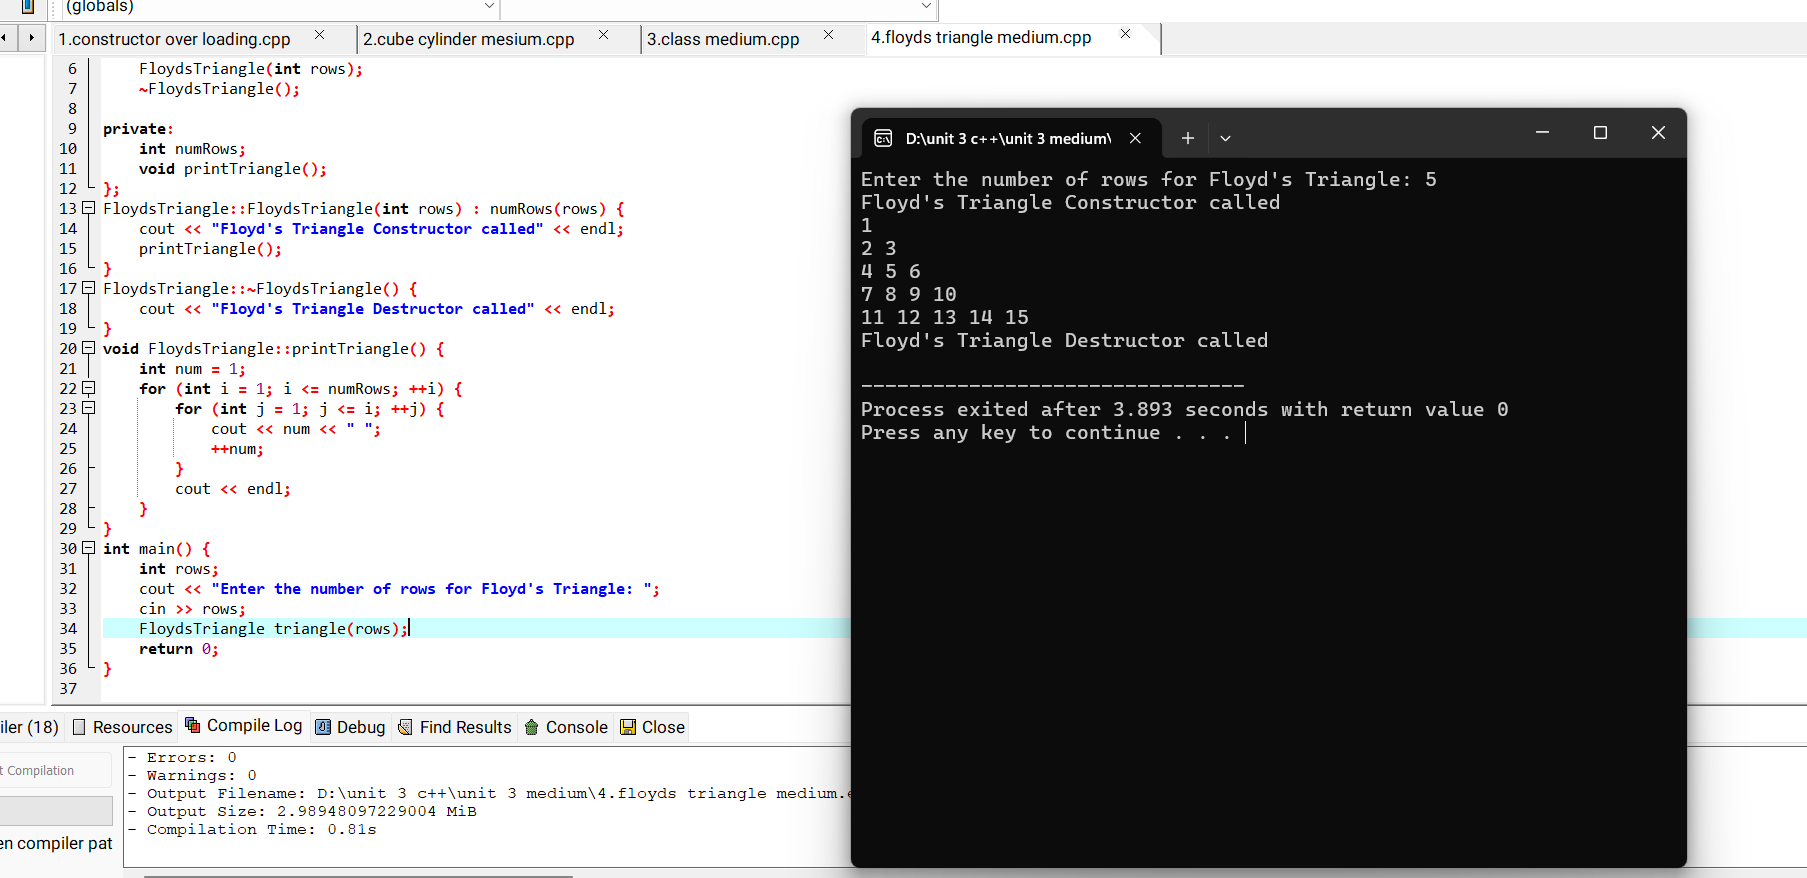 (globals)
1.constructor over loading.cpp
2.cube cylinder mesium.cpp
3.class medium.cpp
4.floyds triangle medium.cpp
6 FloydsTriangle(int rows);
7 ~FloydsTriangle();
8
9 private:
10 int numRows;
11 void printTriangle();
12 };
13 FloydsTriangle::FloydsTriangle(int rows) : numRows(rows) {
14 cout << "Floyd's Triangle Constructor called" << endl;
15 printTriangle();
16 }
17 FloydsTriangle::~FloydsTriangle() {
18 cout << "Floyd's Triangle Destructor called" << endl;
19 }
20 void FloydsTriangle::printTriangle() {
21 int num = 1;
22 for (int i = 1; i <= numRows; ++i) {
23 for (int j = 1; j <= i; ++j) {
24 cout << num << " ";
25 ++num;
26 }
27 cout << endl;
28 }
29 }
30 int main() {
31 int rows;
32 cout << "Enter the number of rows for Floyd's Triangle: ";
33 cin >> rows;
34 FloydsTriangle triangle(rows);
35 return 0;
36 }
37
D:\unit 3 c++\unit 3 medium\
Enter the number of rows for Floyd's Triangle: 5
Floyd's Triangle Constructor called
1
2 3
4 5 6
7 8 9 10
11 12 13 14 15
Floyd's Triangle Destructor called
--------------------------------
Process exited after 3.893 seconds with return value 0
Press any key to continue . . .
iler (18) Resources Compile Log Debug Find Results Console Close
t Compilation
en compiler pat
- Errors: 0
- Warnings: 0
- Output Filename: D:\unit 3 c++\unit 3 medium\4.floyds triangle medium.e
- Output Size: 2.98948097229004 MiB
- Compilation Time: 0.81s